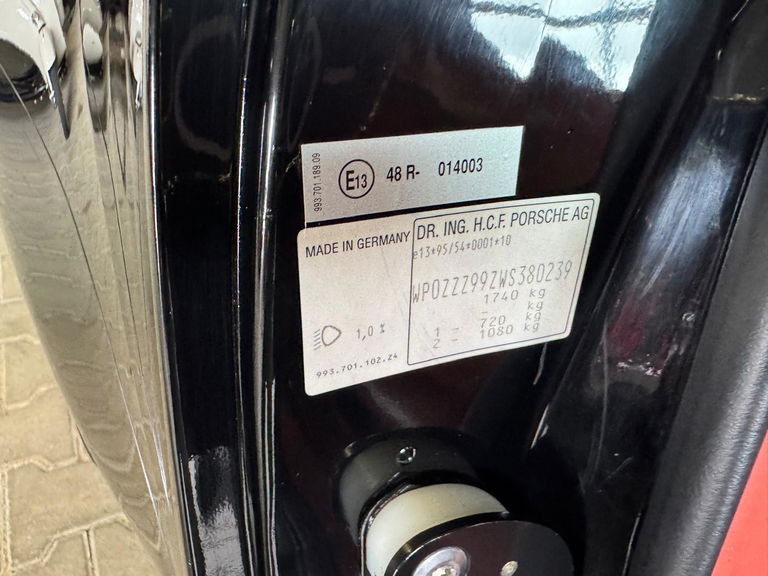 993.701.189.09
E13 48 R- 014003
MADE IN GERMANY
DR. ING. H.C.F. PORSCHE AG
e13*95/54*0001*10
WP0ZZZ99ZWS380239
1740 kg
- kg
1 - 720 kg
2 - 1080 kg
1,0 %
993.701.102.24